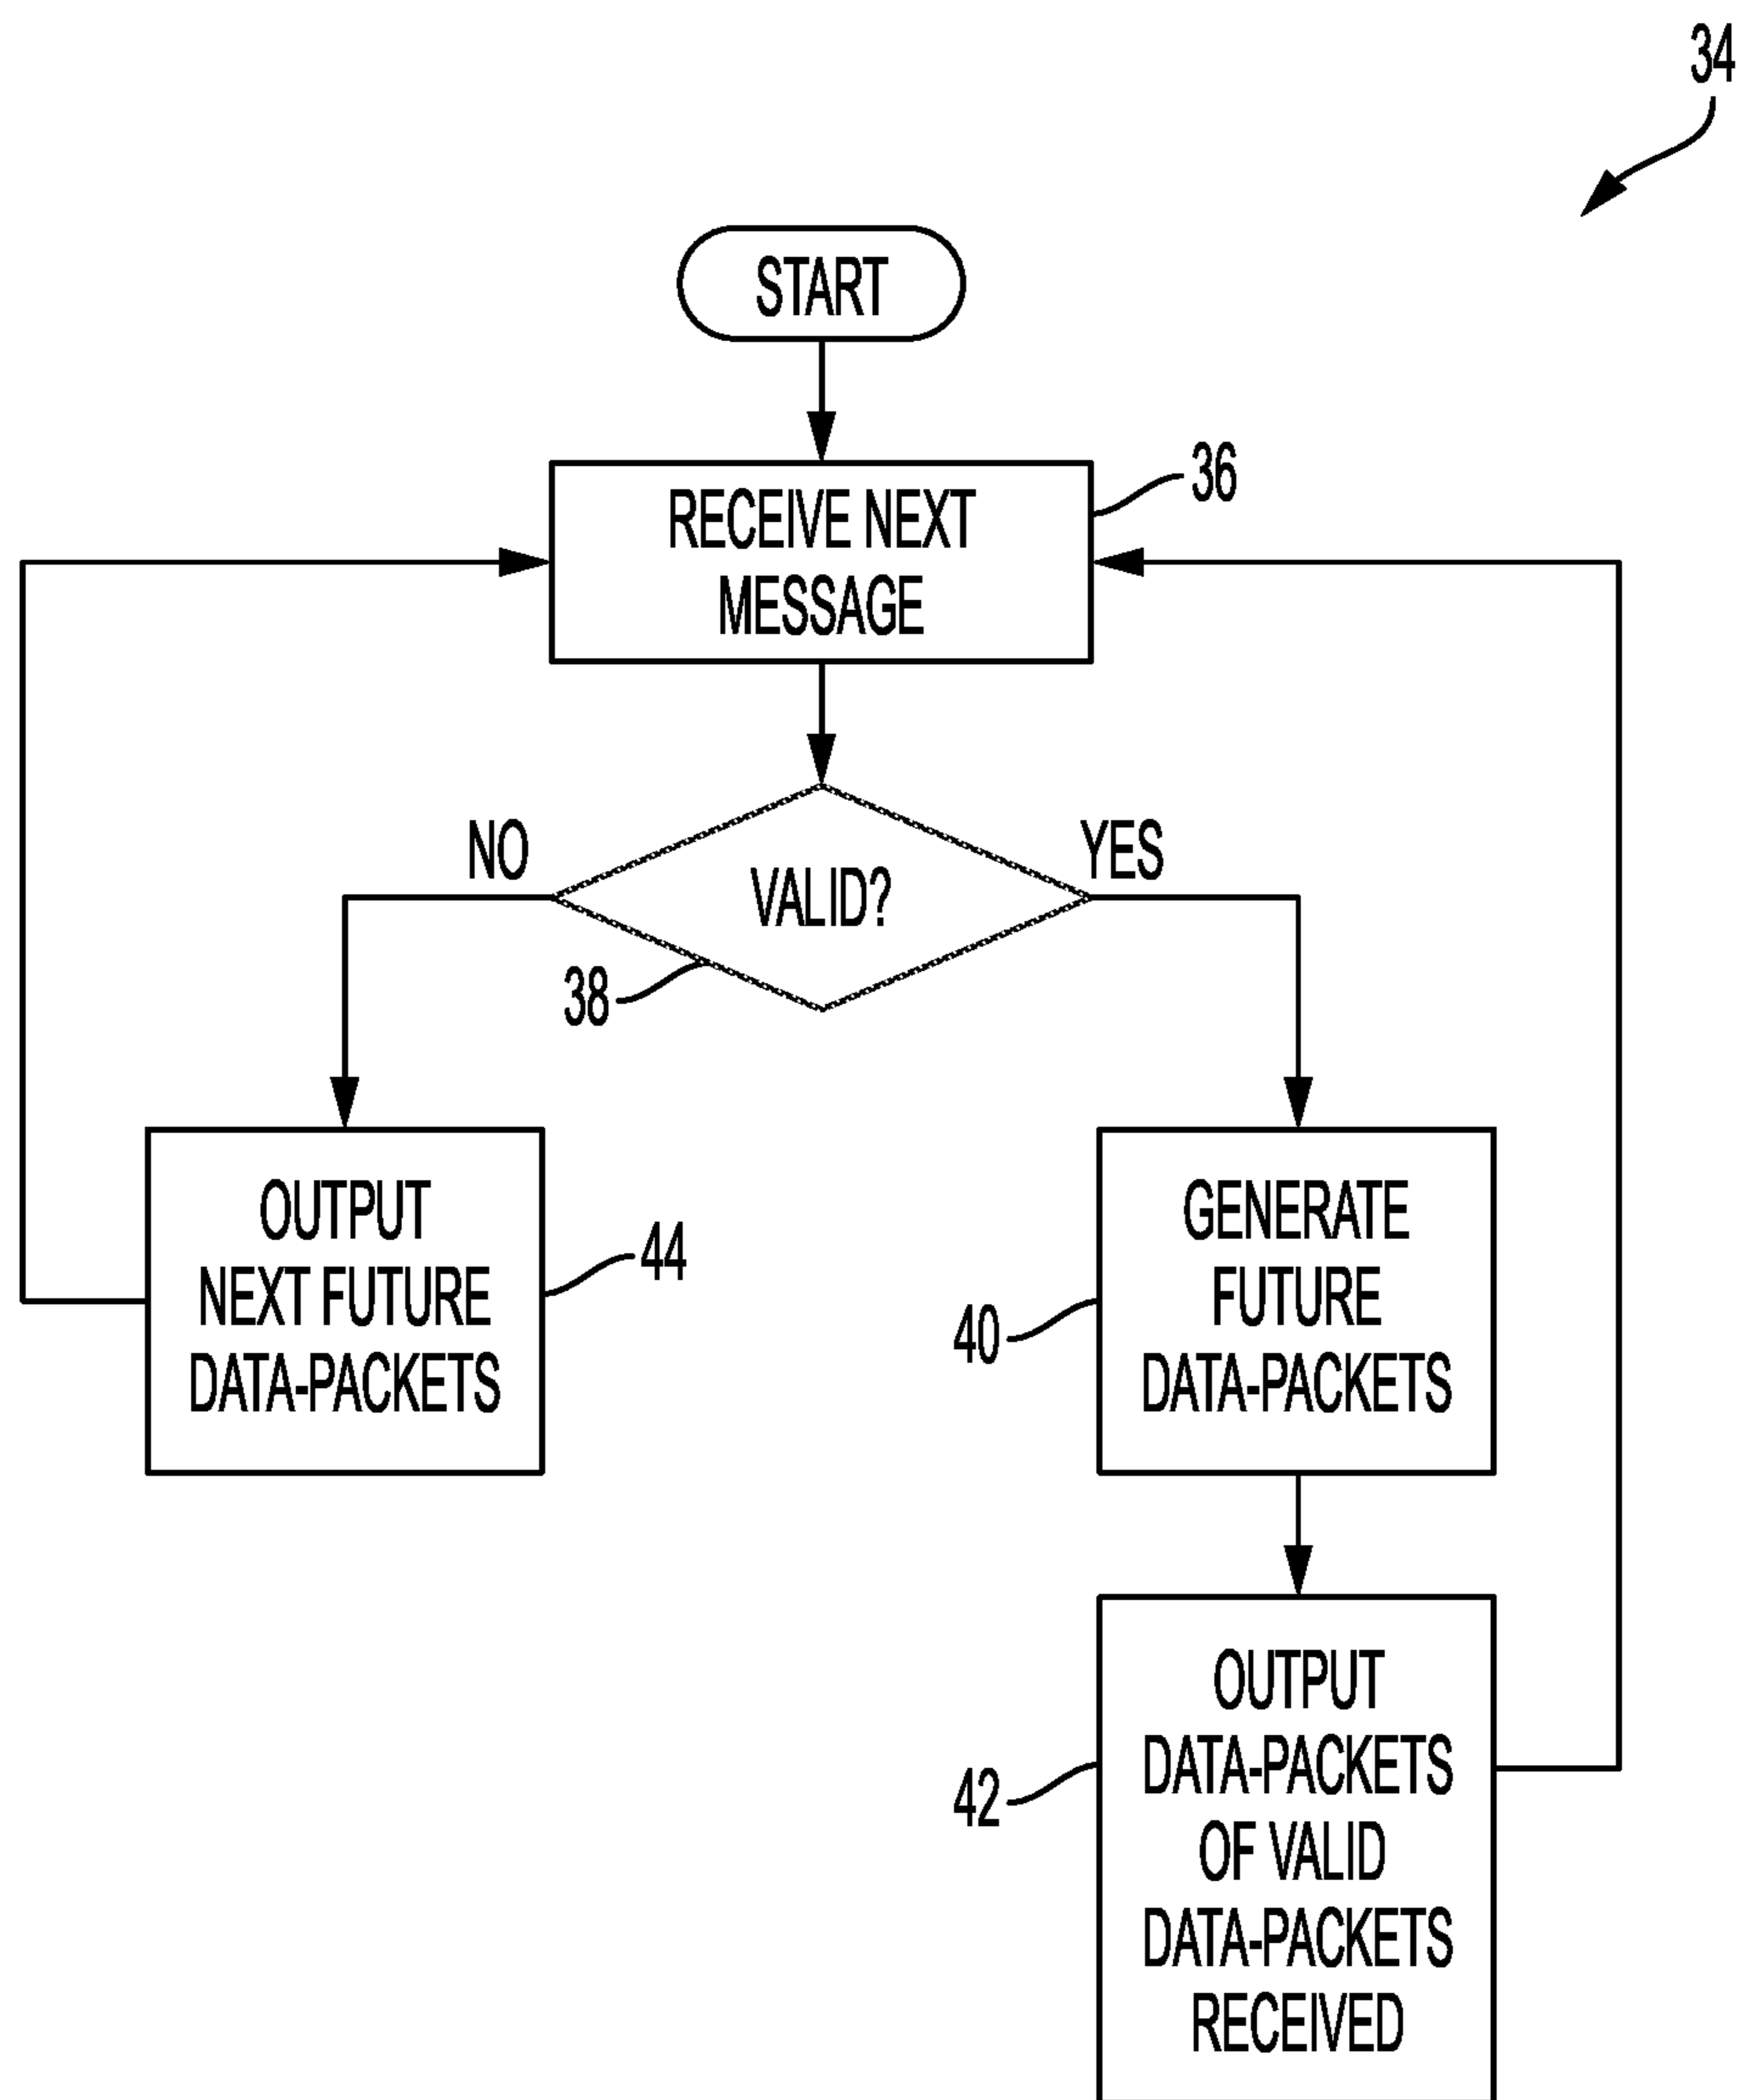 34
START
RECEIVE NEXT
MESSAGE
36
NO
YES
VALID?
38
OUTPUT
NEXT FUTURE
DATA-PACKETS
44
GENERATE
FUTURE
DATA-PACKETS
40
OUTPUT
DATA-PACKETS
OF VALID
DATA-PACKETS
RECEIVED
42